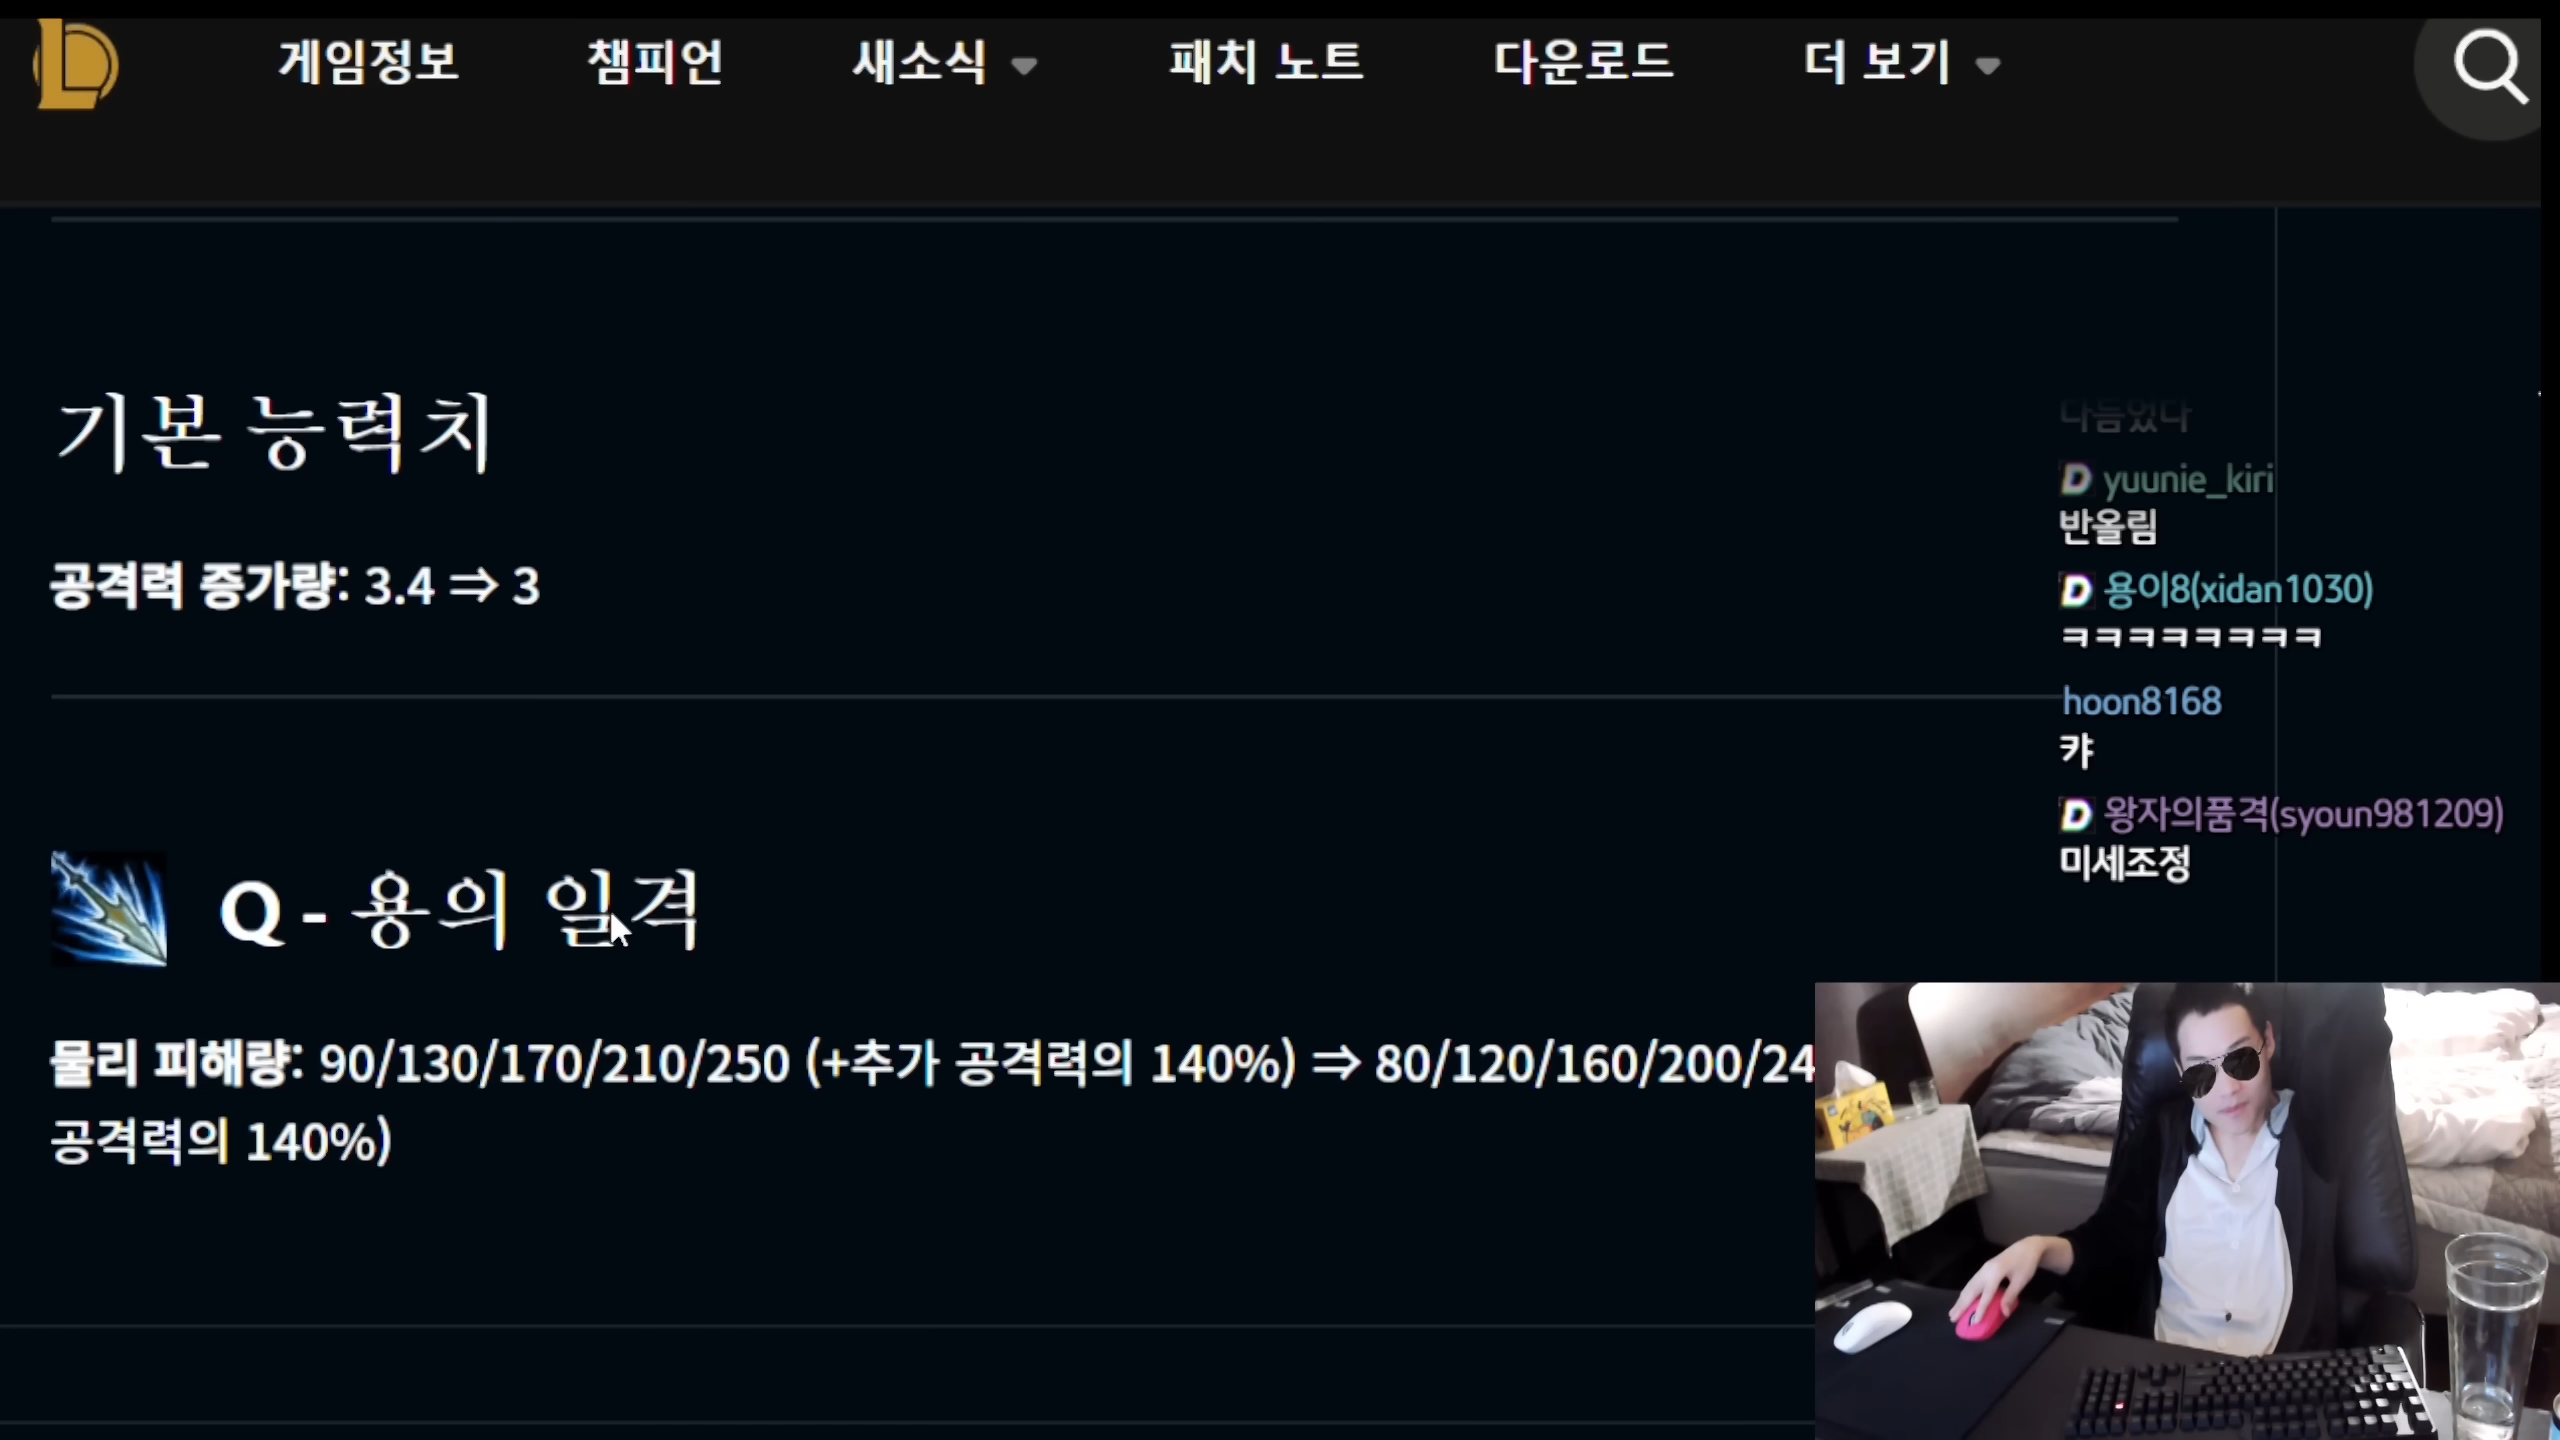 게임정보 챔피언 새소식 패치 노트 다운로드 더 보기
기본 능력치
공격력 증가량: 3.4 ⇒ 3
Q - 용의 일격
물리 피해량: 90/130/170/210/250 (+추가 공격력의 140%) ⇒ 80/120/160/200/24
공격력의 140%)
다듬었다
D yuunie_kiri
반올림
D 용이8(xidan1030)
ㅋㅋㅋㅋㅋㅋㅋㅋ
hoon8168
캬
D 왕자의품격(syoun981209)
미세조정